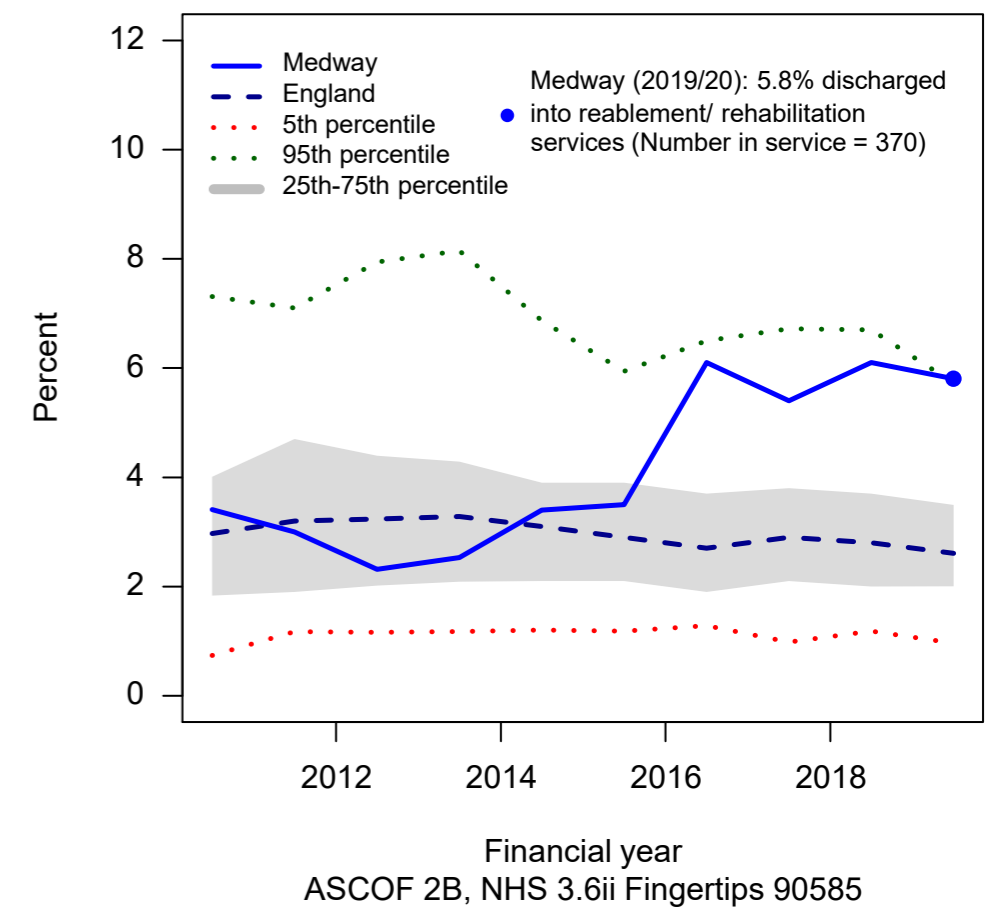 Medway
England
5th percentile
95th percentile
25th-75th percentile
Medway (2019/20): 5.8% discharged
into reablement/ rehabilitation
services (Number in service = 370)
Percent
12
10
8
6
4
2
0
2012 2014 2016 2018
Financial year
ASCOF 2B, NHS 3.6ii Fingertips 90585